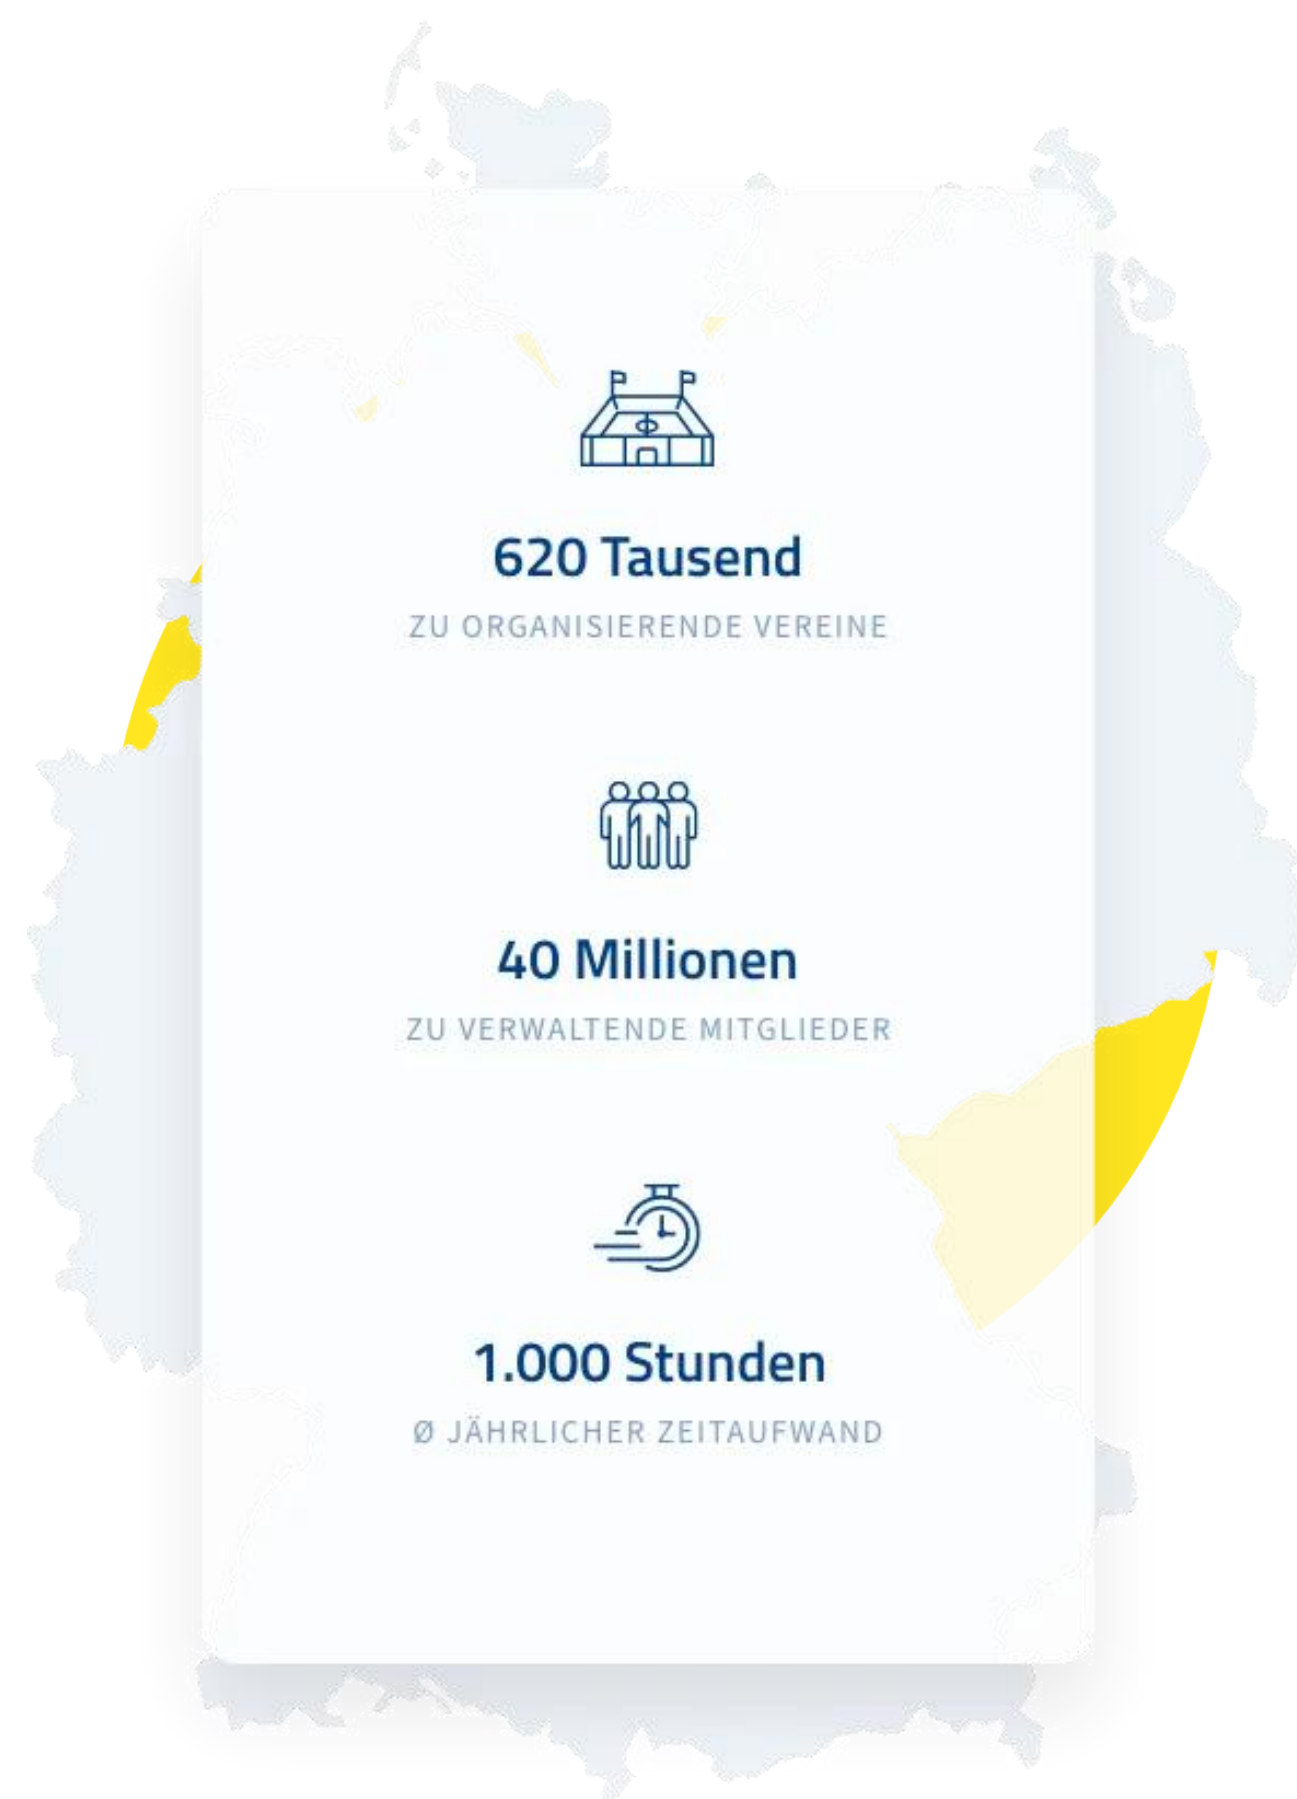 620 Tausend
ZU ORGANISIERENDE VEREINE
40 Millionen
ZU VERWALTENDE MITGLIEDER
1.000 Stunden
Ø JÄHRLICHER ZEITAUFWAND